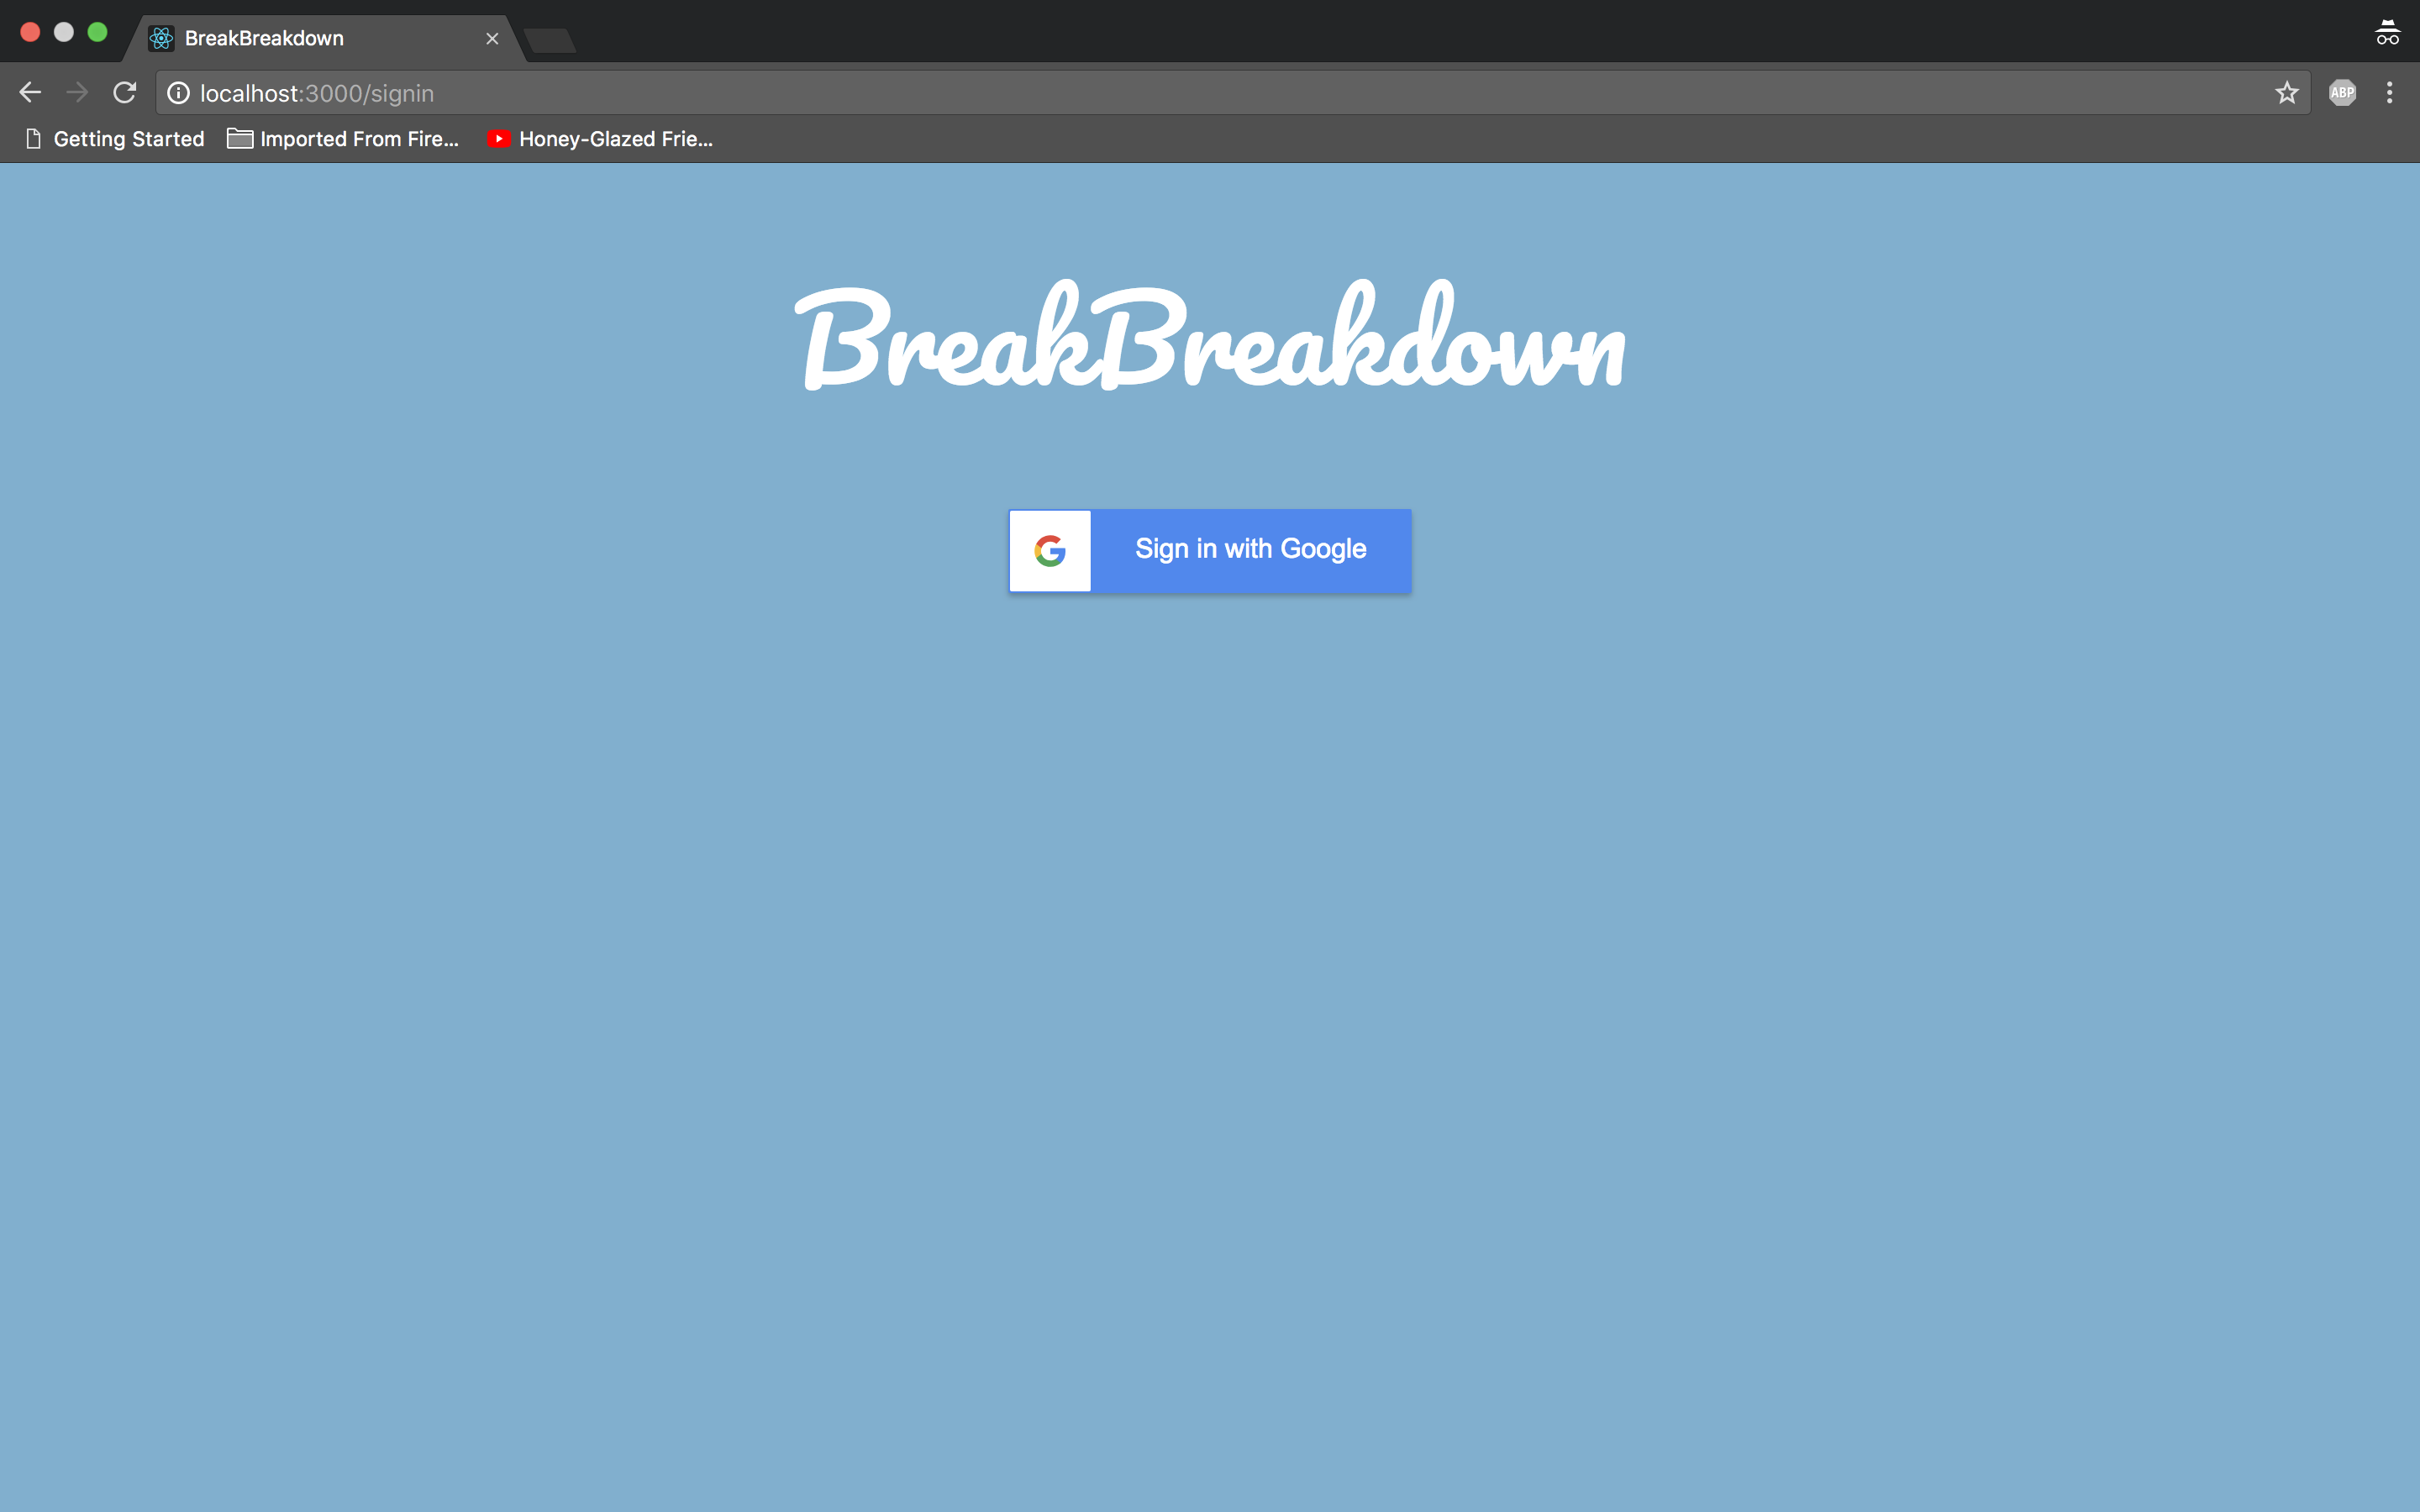 BreakBreakdown
localhost:3000/signin
ABP
Getting Started
Imported From Fire...
Honey-Glazed Frie...
BreakBreakdown
G
Sign in with Google